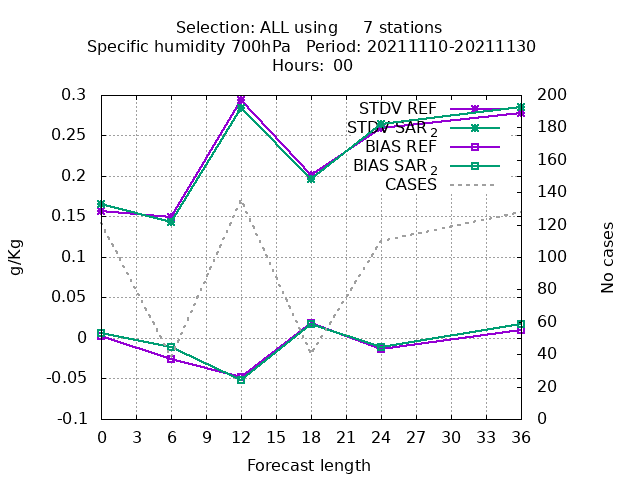 Selection: ALL using 7 stations
Specific humidity 700hPa Period: 20211110-20211130
Hours: 00
0.3
0.25
0.2
0.15
0.1
0.05
0
-0.05
-0.1
g/Kg
STDV REF
STDV SAR 2
BIAS REF
BIAS SAR 2
CASES
200
180
160
140
120
100
80
60
40
20
0
No cases
0 3 6 9 12 15 18 21 24 27 30 33 36
Forecast length